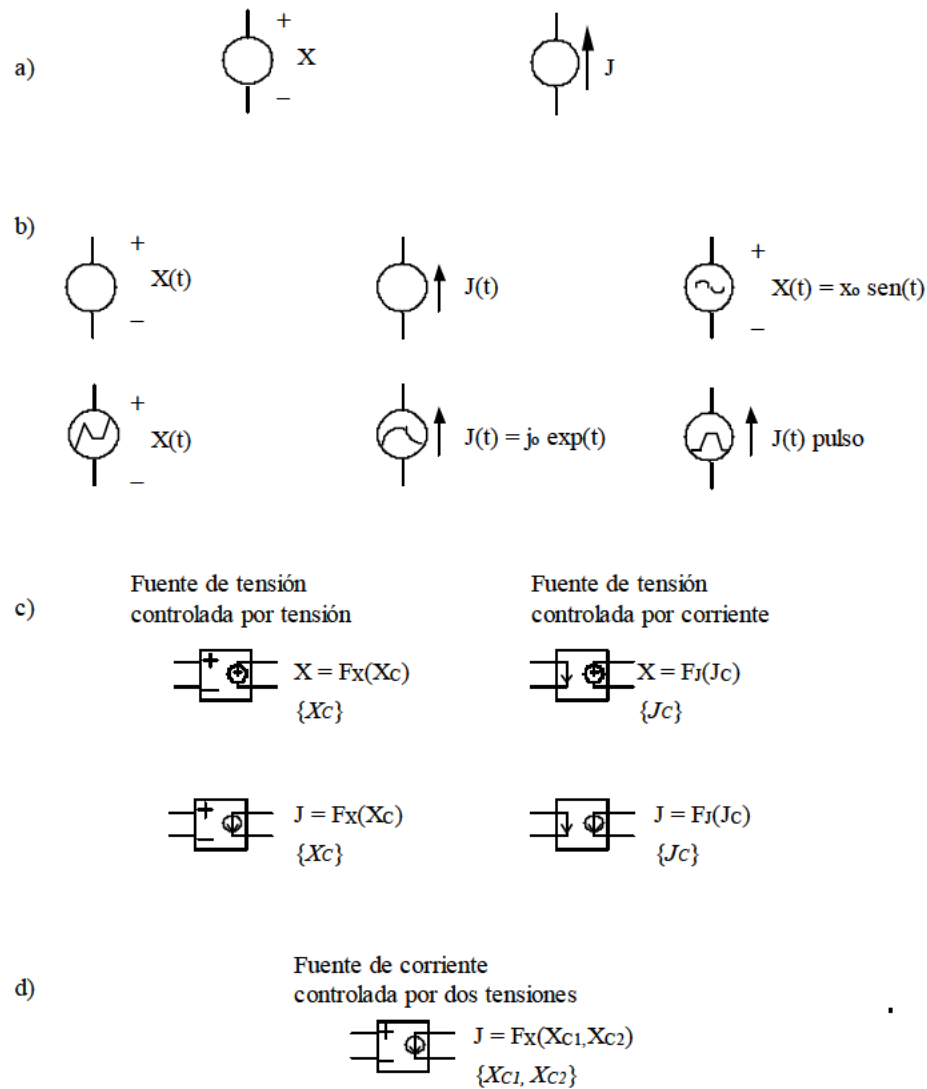 a)
+
X
–
J
b)
+
X(t)
–
J(t)
+
X(t) = xₒ sen(t)
–
+
X(t)
–
J(t) = jₒ exp(t)
J(t) pulso
c)
Fuente de tensión
controlada por tensión
Fuente de tensión
controlada por corriente
+
–
+
X = FX(XC)
{XC}
+
X = FJ(JC)
{JC}
+
–
J = FX(XC)
{XC}
J = FJ(JC)
{JC}
d)
Fuente de corriente
controlada por dos tensiones
+
–
J = FX(XC1,XC2)
{XC1, XC2}